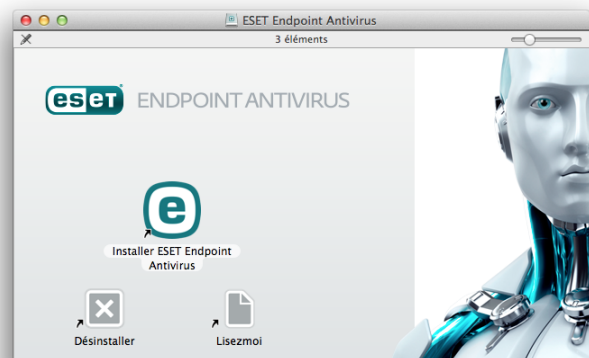 ESET Endpoint Antivirus
3 éléments
eset ENDPOINT ANTIVIRUS
e
Installer ESET Endpoint
Antivirus
Désinstaller
Lisezmoi